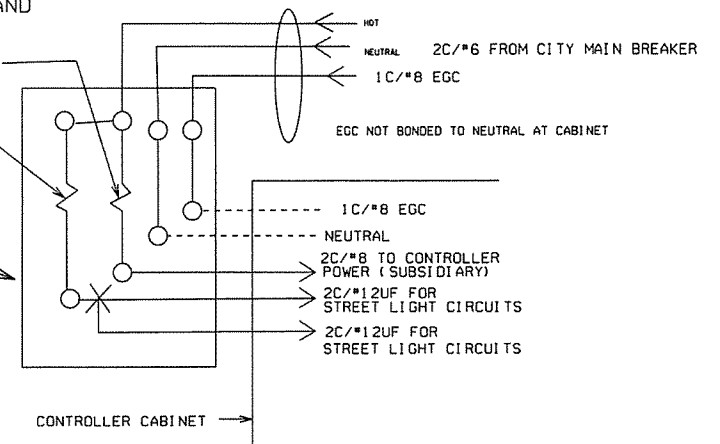 AND
HOT
NEUTRAL 2C/#6 FROM CITY MAIN BREAKER
1C/#8 EGC
EGC NOT BONDED TO NEUTRAL AT CABINET
1C/#8 EGC
NEUTRAL
2C/#8 TO CONTROLLER
POWER (SUBSIDIARY)
2C/#12UF FOR
STREET LIGHT CIRCUITS
2C/#12UF FOR
STREET LIGHT CIRCUITS
CONTROLLER CABINET